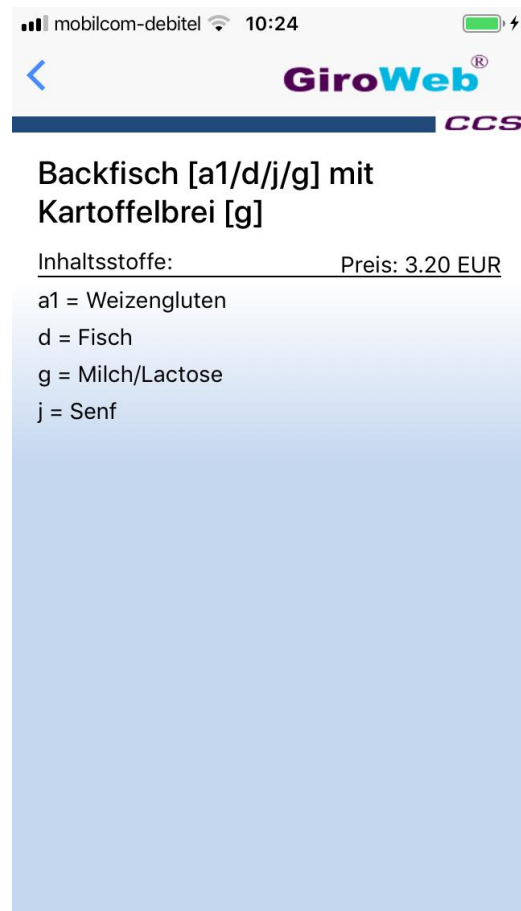 mobilcom-debitel 10:24
GiroWeb®
CCS
Backfisch [a1/d/j/g] mit
Kartoffelbrei [g]
Inhaltsstoffe: Preis: 3.20 EUR
a1 = Weizengluten
d = Fisch
g = Milch/Lactose
j = Senf